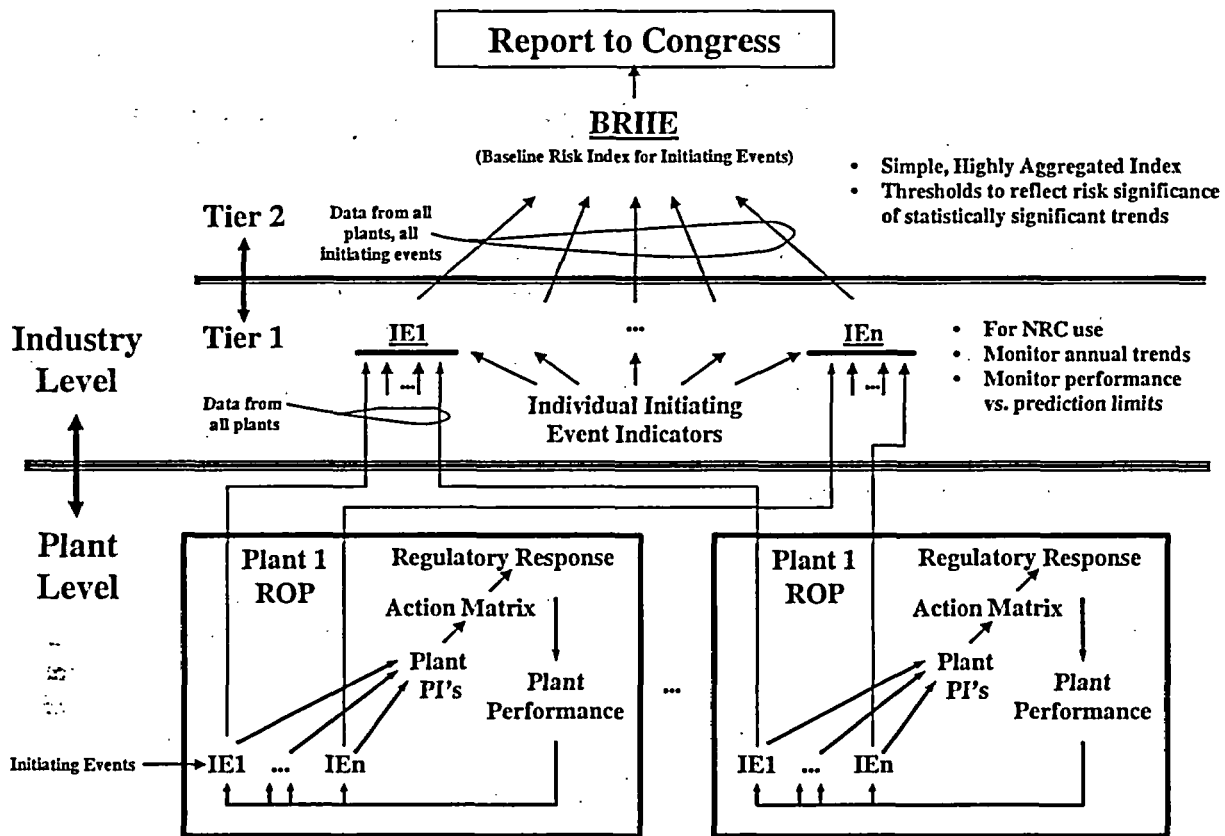 Report to Congress
BRIIE
(Baseline Risk Index for Initiating Events)
• Simple, Highly Aggregated Index
• Thresholds to reflect risk significance
of statistically significant trends
Tier 2
Data from all
plants, all
initiating events
Tier 1
Industry
Level
IE1
...
IEn
• For NRC use
• Monitor annual trends
• Monitor performance
vs. prediction limits
...
...
Data from
all plants
Individual Initiating
Event Indicators
Plant
Level
Plant 1
ROP
Regulatory Response
Action Matrix
Plant
PI's
Plant
Performance
Initiating Events
IE1
...
IEn
...
Plant 1
ROP
Regulatory Response
Action Matrix
Plant
PI's
Plant
Performance
IE1
...
IEn